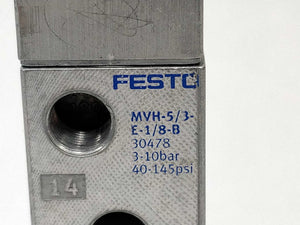 FESTO
MVH-5/3-
E-1/8-B
30478
3-10bar
40-145psi
14